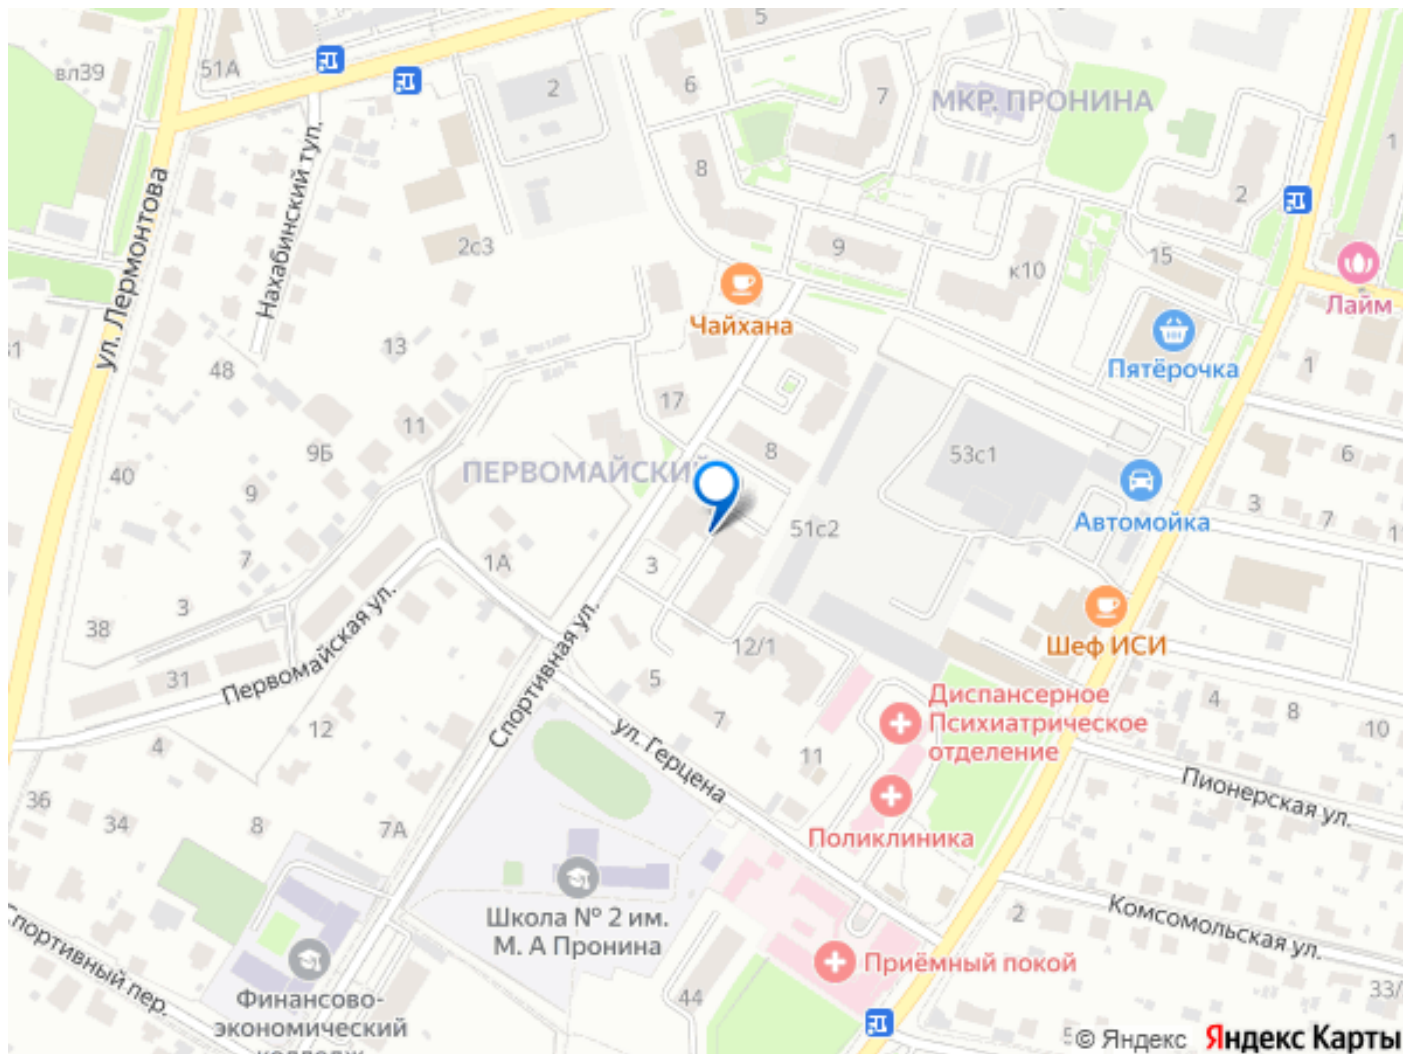 5
вл39
51А
6
2
7
МКР. ПРОНИНА
1
ул. Лермонтова
Нахабинский туп.
8
2
2с3
9
к10
15
Лайм
Чайхана
13
48
Пятёрочка
1
17
11
9Б
8
53с1
6
40
ПЕРВОМАЙСКИЙ
9
3
7
Автомойка
51с2
7
1А
3
3
38
Первомайская ул.
Спортивная ул.
12/1
Шеф ИСИ
31
5
Диспансерное
Психиатрическое
отделение
4
8
10
12
4
7
ул. Герцена
11
Пионерская ул.
36
34
8
7А
Поликлиника
Школа № 2 им.
М. А Пронина
2
Комсомольская ул.
Спортивный пер.
Приёмный покой
44
33/
Финансово-
экономический
колледж
© Яндекс
Яндекс Карты